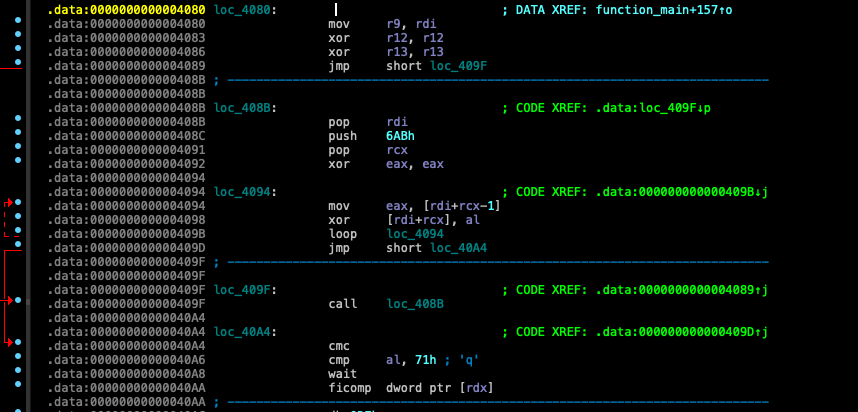 .data:0000000000004080 loc_4080: ; DATA XREF: function_main+157↑o
.data:0000000000004080 mov r9, rdi
.data:0000000000004083 xor r12, r12
.data:0000000000004086 xor r13, r13
.data:0000000000004089 jmp short loc_409F
.data:000000000000408B ; ---------------------------------------------------------------------------
.data:000000000000408B
.data:000000000000408B loc_408B: ; CODE XREF: .data:loc_409F↓p
.data:000000000000408B pop rdi
.data:000000000000408C push 6ABh
.data:0000000000004091 pop rcx
.data:0000000000004092 xor eax, eax
.data:0000000000004094
.data:0000000000004094 loc_4094: ; CODE XREF: .data:000000000000409B↓j
.data:0000000000004094 mov eax, [rdi+rcx-1]
.data:0000000000004098 xor [rdi+rcx], al
.data:000000000000409B loop loc_4094
.data:000000000000409D jmp short loc_40A4
.data:000000000000409F ; ---------------------------------------------------------------------------
.data:000000000000409F
.data:000000000000409F loc_409F: ; CODE XREF: .data:0000000000004089↑j
.data:000000000000409F call loc_408B
.data:00000000000040A4
.data:00000000000040A4 loc_40A4: ; CODE XREF: .data:000000000000409D↑j
.data:00000000000040A4 cmc
.data:00000000000040A6 cmp al, 71h ; 'q'
.data:00000000000040A8 wait
.data:00000000000040AA ficomp dword ptr [rdx]
.data:00000000000040AA ; ---------------------------------------------------------------------------